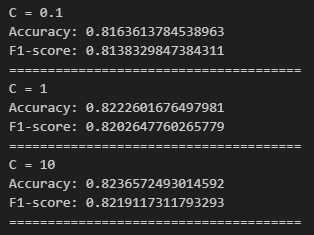 C = 0.1
Accuracy: 0.8163613784538963
F1-score: 0.8138329847384311
======================================
C = 1
Accuracy: 0.8222601676497981
F1-score: 0.8202647760265779
======================================
C = 10
Accuracy: 0.8236572493014592
F1-score: 0.8219117311793293
======================================